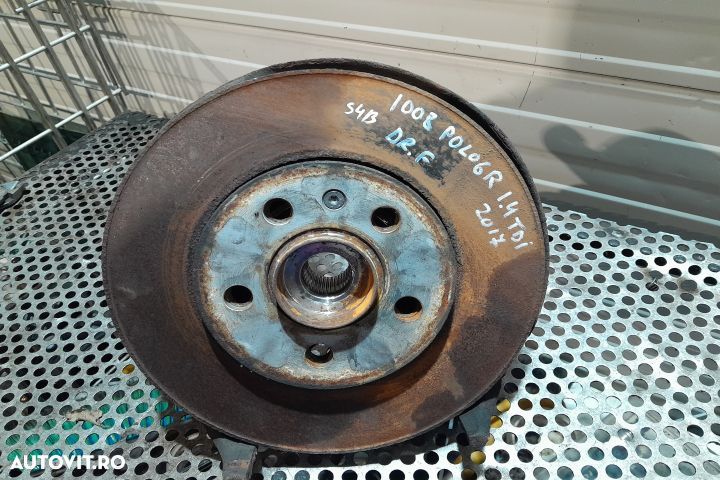 1008 POLO 6R 1.4 TDI
S4B DR.F 2017
AUTOVIT.RO